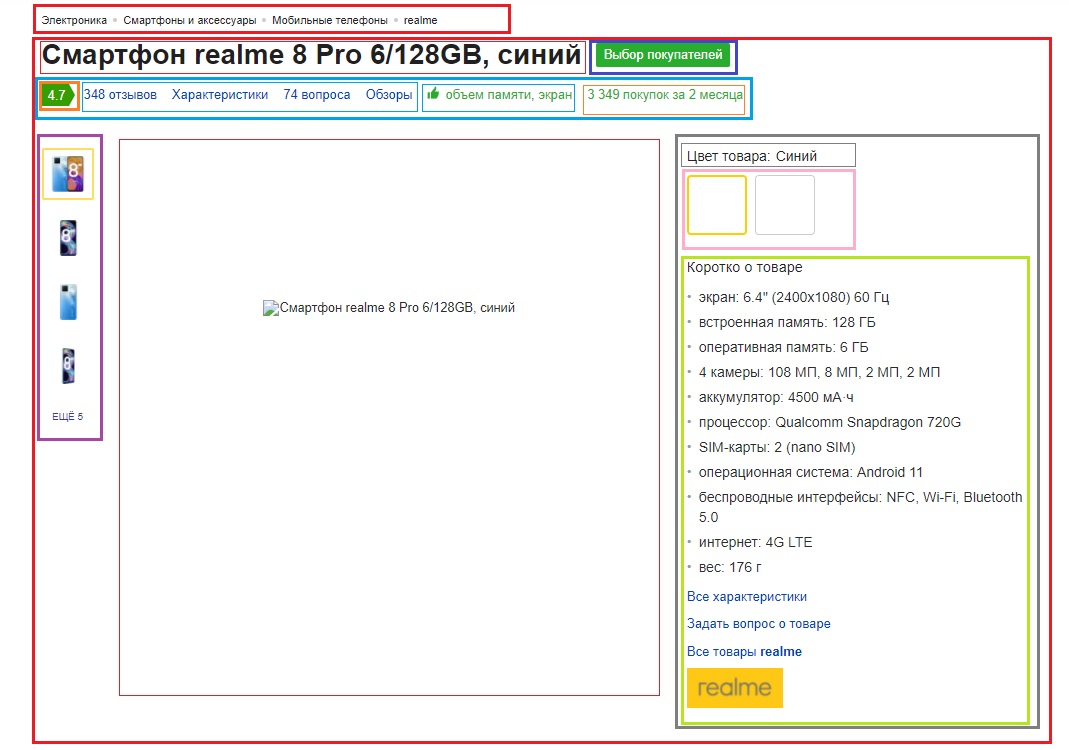 Электроника • Смартфоны и аксессуары • Мобильные телефоны • realme
Смартфон realme 8 Pro 6/128GB, синий Выбор покупателей
4.7 348 отзывов Характеристики 74 вопроса Обзоры объем памяти, экран 3 349 покупок за 2 месяца
8
8
8
ЕЩЁ 5
Смартфон realme 8 Pro 6/128GB, синий
Цвет товара: Синий
Коротко о товаре
• экран: 6.4" (2400x1080) 60 Гц
• встроенная память: 128 ГБ
• оперативная память: 6 ГБ
• 4 камеры: 108 МП, 8 МП, 2 МП, 2 МП
• аккумулятор: 4500 мА·ч
• процессор: Qualcomm Snapdragon 720G
• SIM-карты: 2 (nano SIM)
• операционная система: Android 11
• беспроводные интерфейсы: NFC, Wi-Fi, Bluetooth
5.0
• интернет: 4G LTE
• вес: 176 г
Все характеристики
Задать вопрос о товаре
Все товары realme
realme